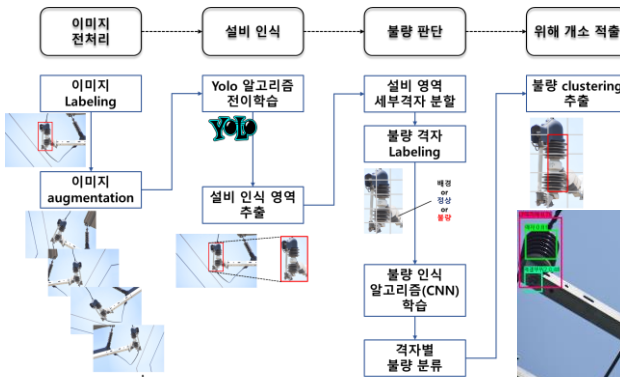 이미지
전처리
설비 인식
불량 판단
위해 개소 적출
이미지
Labeling
이미지
augmentation
Yolo 알고리즘
전이학습
YOLO
설비 인식 영역
추출
설비 영역
세부격자 분할
불량 격자
Labeling
배경
or
정상
or
불량
불량 인식
알고리즘(CNN)
학습
격자별
불량 분류
불량 clustering
추출